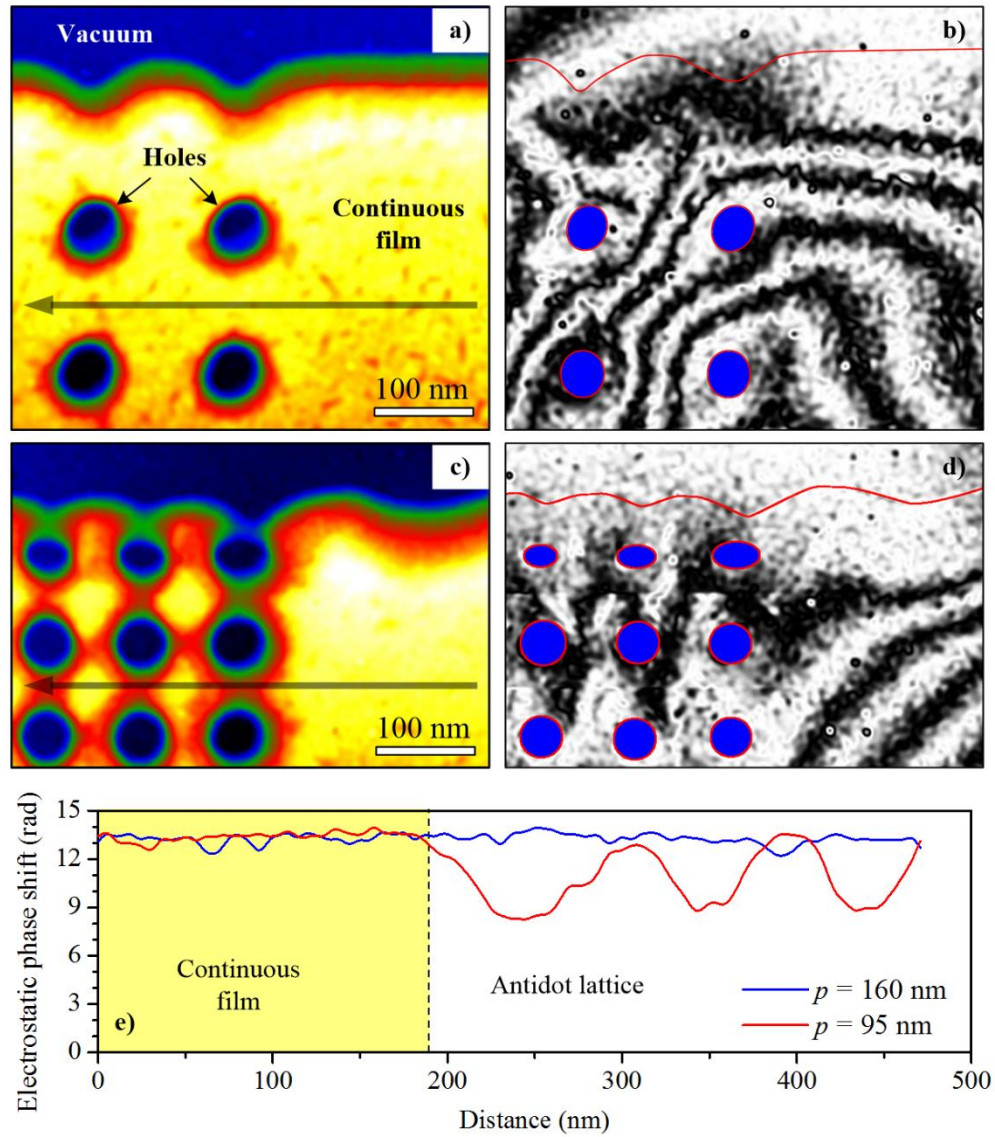 Vacuum
a)
b)
Holes
Continuous
film
100 nm
c)
d)
100 nm
Electrostatic phase shift (rad)
15
12
9
6
3
0
Continuous
film
Antidot lattice
p = 160 nm
p = 95 nm
e)
0
100
200
300
400
500
Distance (nm)